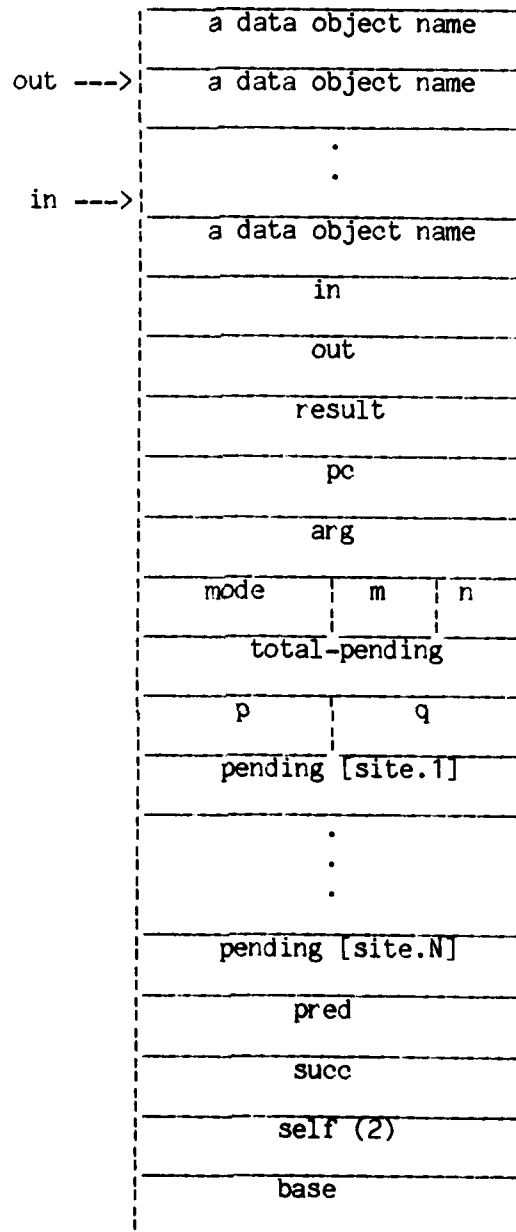 a data object name
out ---> a data object name
.
.
in --->
a data object name
in
out
result
pc
arg
mode m n
total-pending
p q
pending [site.1]
.
.
.
pending [site.N]
pred
succ
self (2)
base